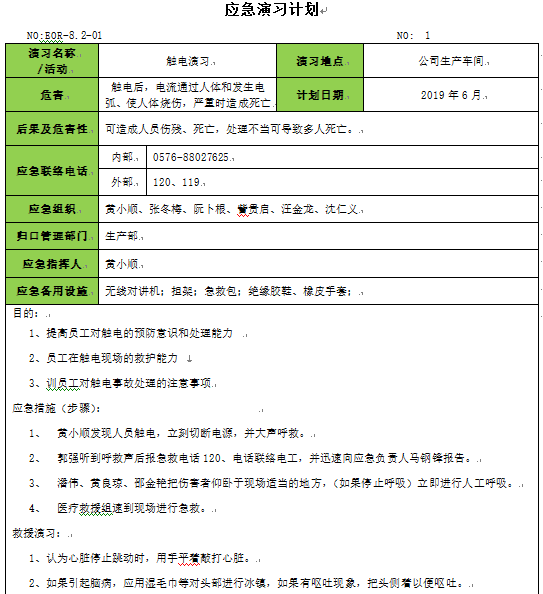 应急演习计划
NO:EOR-8.2-01 NO: 1
演习名称/活动 触电演习 演习地点 公司生产车间
危害 触电后，电流通过人体和发生电弧、使人体烧伤，严重时造成死亡 计划日期 2019 年 6 月
后果及危害性 可造成人员伤残、死亡，处理不当可导致多人死亡。
应急联络电话 内部 0576-88027625
外部 120、119
应急组织 黄小顺、张冬梅、阮卜根、訾贵启、汪金龙、沈仁义
归口管理部门 生产部
应急指挥人 黄小顺
应急备用设施 无线对讲机；担架；急救包；绝缘胶鞋、橡皮手套；
目的：
1、提高员工对触电的预防意识和处理能力
2、员工在触电现场的救护能力
3、训员工对触电事故处理的注意事项
应急措施（步骤）：
1、 黄小顺发现人员触电，立刻切断电源，并大声呼救。
2、 郭强听到呼救声后报急救电话 120、电话联络电工，并迅速向应急负责人马钢锋报告。
3、 潘伟、黄良琼、邵金艳把伤害者仰卧于现场适当的地方，（如果停止呼吸）立即进行人工呼吸。
4、 医疗救援组速到现场进行急救。
救援演习：
1、认为心脏停止跳动时，用手平着敲打心脏。
2、如果引起脑病，应用湿毛巾等对头部进行冰镇，如果有呕吐现象，把头侧着以便呕吐。